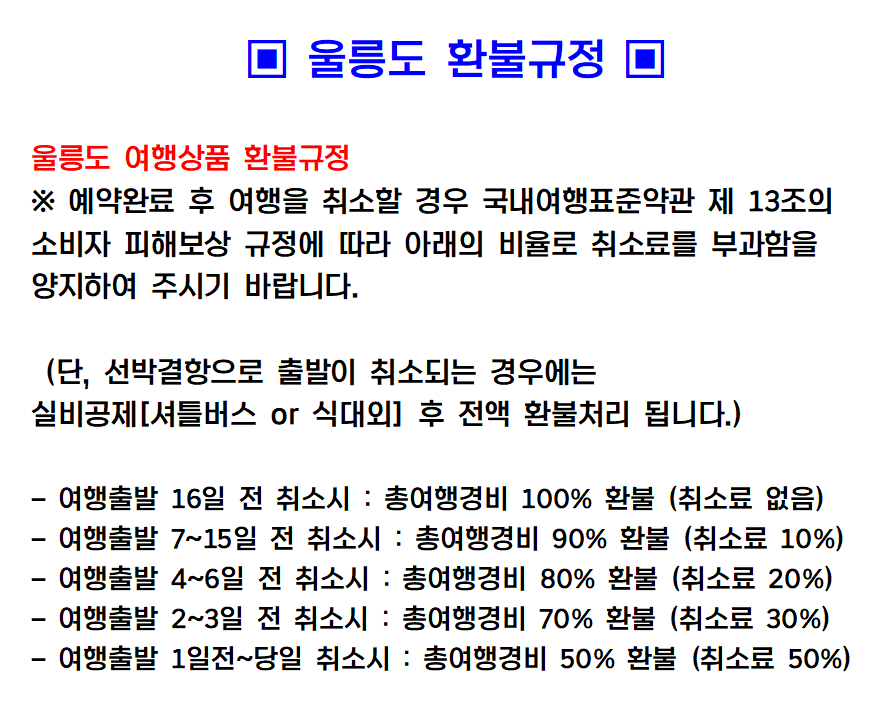 ▣ 울릉도 환불규정 ▣
울릉도 여행상품 환불규정
※ 예약완료 후 여행을 취소할 경우 국내여행표준약관 제 13조의
소비자 피해보상 규정에 따라 아래의 비율로 취소료를 부과함을
양지하여 주시기 바랍니다.
(단, 선박결항으로 출발이 취소되는 경우에는
실비공제[셔틀버스 or 식대외] 후 전액 환불처리 됩니다.)
- 여행출발 16일 전 취소시 : 총여행경비 100% 환불 (취소료 없음)
- 여행출발 7~15일 전 취소시 : 총여행경비 90% 환불 (취소료 10%)
- 여행출발 4~6일 전 취소시 : 총여행경비 80% 환불 (취소료 20%)
- 여행출발 2~3일 전 취소시 : 총여행경비 70% 환불 (취소료 30%)
- 여행출발 1일전~당일 취소시 : 총여행경비 50% 환불 (취소료 50%)